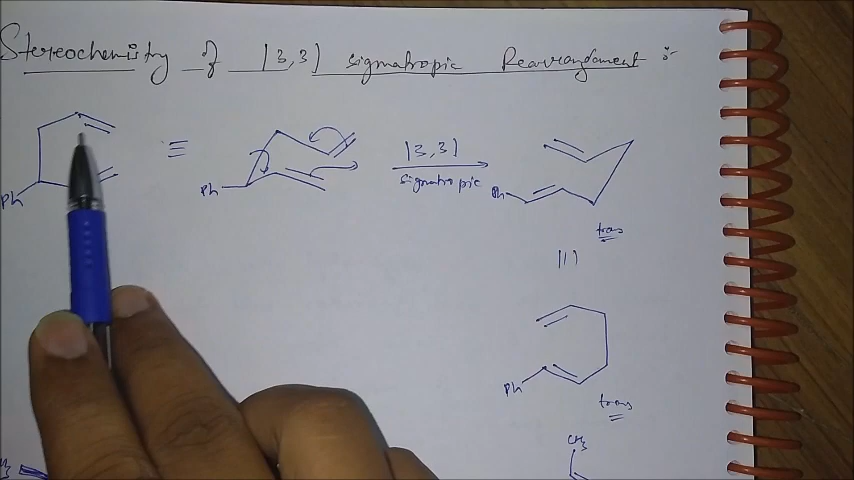 Stereochemistry of [3,3] sigmatropic Rearrangement :-
Ph
≡
Ph
[3,3]
sigmatropic
Ph
trans
Ph
trans
CH3